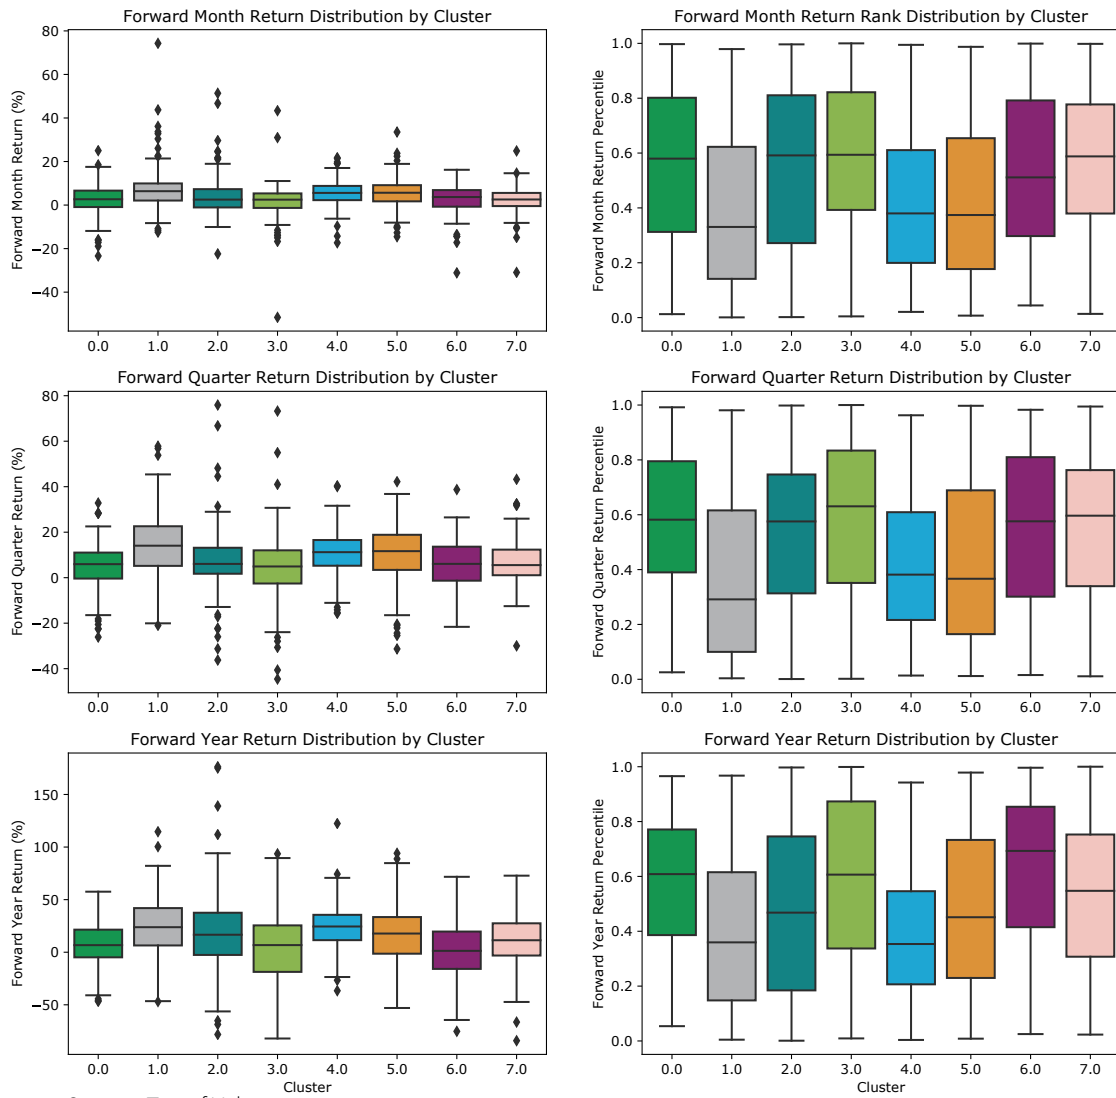 Forward Month Return Distribution by Cluster
Forward Month Return (%)
80
60
40
20
0
−20
−40
0.0 1.0 2.0 3.0 4.0 5.0 6.0 7.0
Forward Month Return Rank Distribution by Cluster
Forward Month Return Percentile
1.0
0.8
0.6
0.4
0.2
0.0
0.0 1.0 2.0 3.0 4.0 5.0 6.0 7.0
Forward Quarter Return Distribution by Cluster
Forward Quarter Return (%)
80
60
40
20
0
−20
−40
0.0 1.0 2.0 3.0 4.0 5.0 6.0 7.0
Forward Quarter Return Distribution by Cluster
Forward Quarter Return Percentile
1.0
0.8
0.6
0.4
0.2
0.0
0.0 1.0 2.0 3.0 4.0 5.0 6.0 7.0
Forward Year Return Distribution by Cluster
Forward Year Return (%)
150
100
50
0
−50
0.0 1.0 2.0 3.0 4.0 5.0 6.0 7.0
Cluster
Forward Year Return Distribution by Cluster
Forward Year Return Percentile
1.0
0.8
0.6
0.4
0.2
0.0
0.0 1.0 2.0 3.0 4.0 5.0 6.0 7.0
Cluster